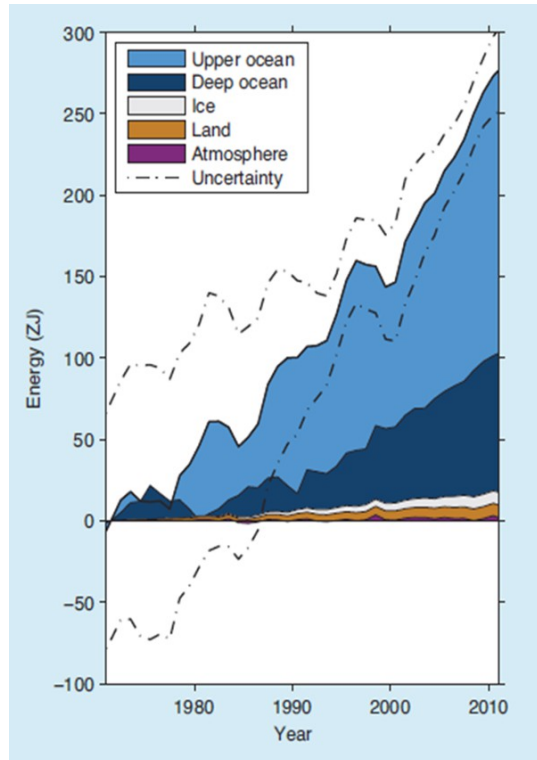 300
250
200
150
100
50
0
−50
−100
Energy (ZJ)
Upper ocean
Deep ocean
Ice
Land
Atmosphere
Uncertainty
1980 1990 2000 2010
Year